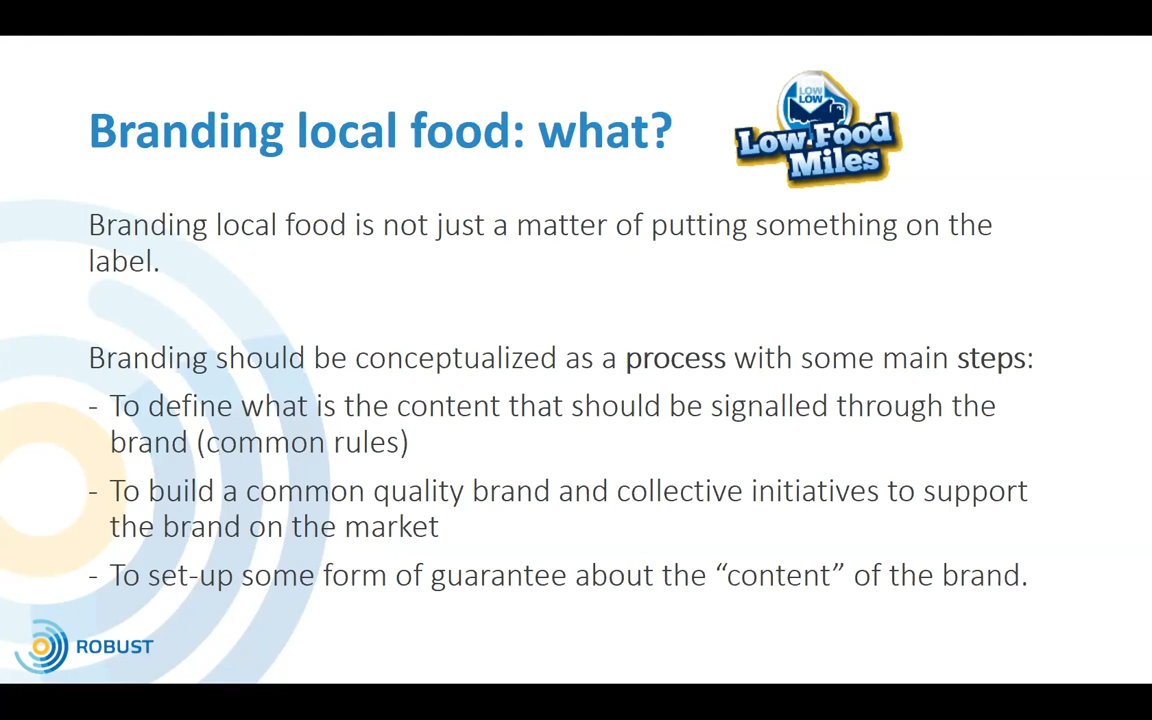 Branding local food: what?
LOW
LOW
Low Food
Miles
Branding local food is not just a matter of putting something on the
label.
Branding should be conceptualized as a process with some main steps:
- To define what is the content that should be signalled through the
brand (common rules)
- To build a common quality brand and collective initiatives to support
the brand on the market
- To set-up some form of guarantee about the “content” of the brand.
ROBUST